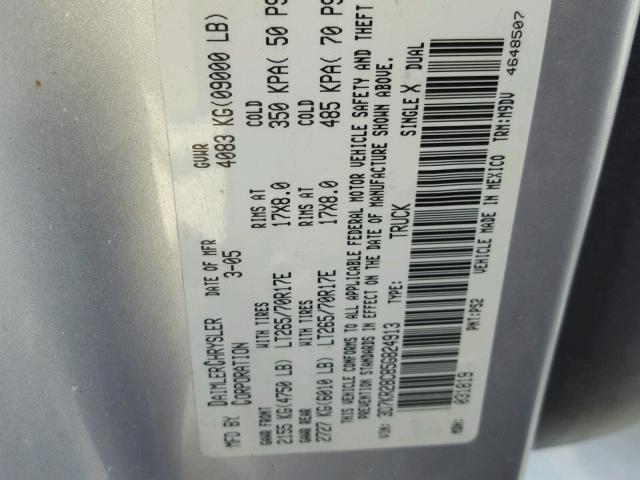 MFD BY DAIMLERCHRYSLER CORPORATION DATE OF MFR 3-05 GVWR 4083 KG(09000 LB)
GAWR FRONT WITH TIRES RIMS AT COLD
2155 KG(4750 LB) LT265/70R17E 17X8.0 350 KPA( 50 PS
GAWR REAR WITH TIRES RIMS AT COLD
2727 KG(6010 LB) LT265/70R17E 17X8.0 485 KPA( 70 PS
THIS VEHICLE CONFORMS TO ALL APPLICABLE FEDERAL MOTOR VEHICLE SAFETY AND THEFT
PREVENTION STANDARDS IN EFFECT ON THE DATE OF MANUFACTURE SHOWN ABOVE.
VIN: 3D7KR28C85G824913 TYPE: TRUCK SINGLE X DUAL
MDH: 031819 PNT: PS2 VEHICLE MADE IN MEXICO TRM: M9DV 4648507